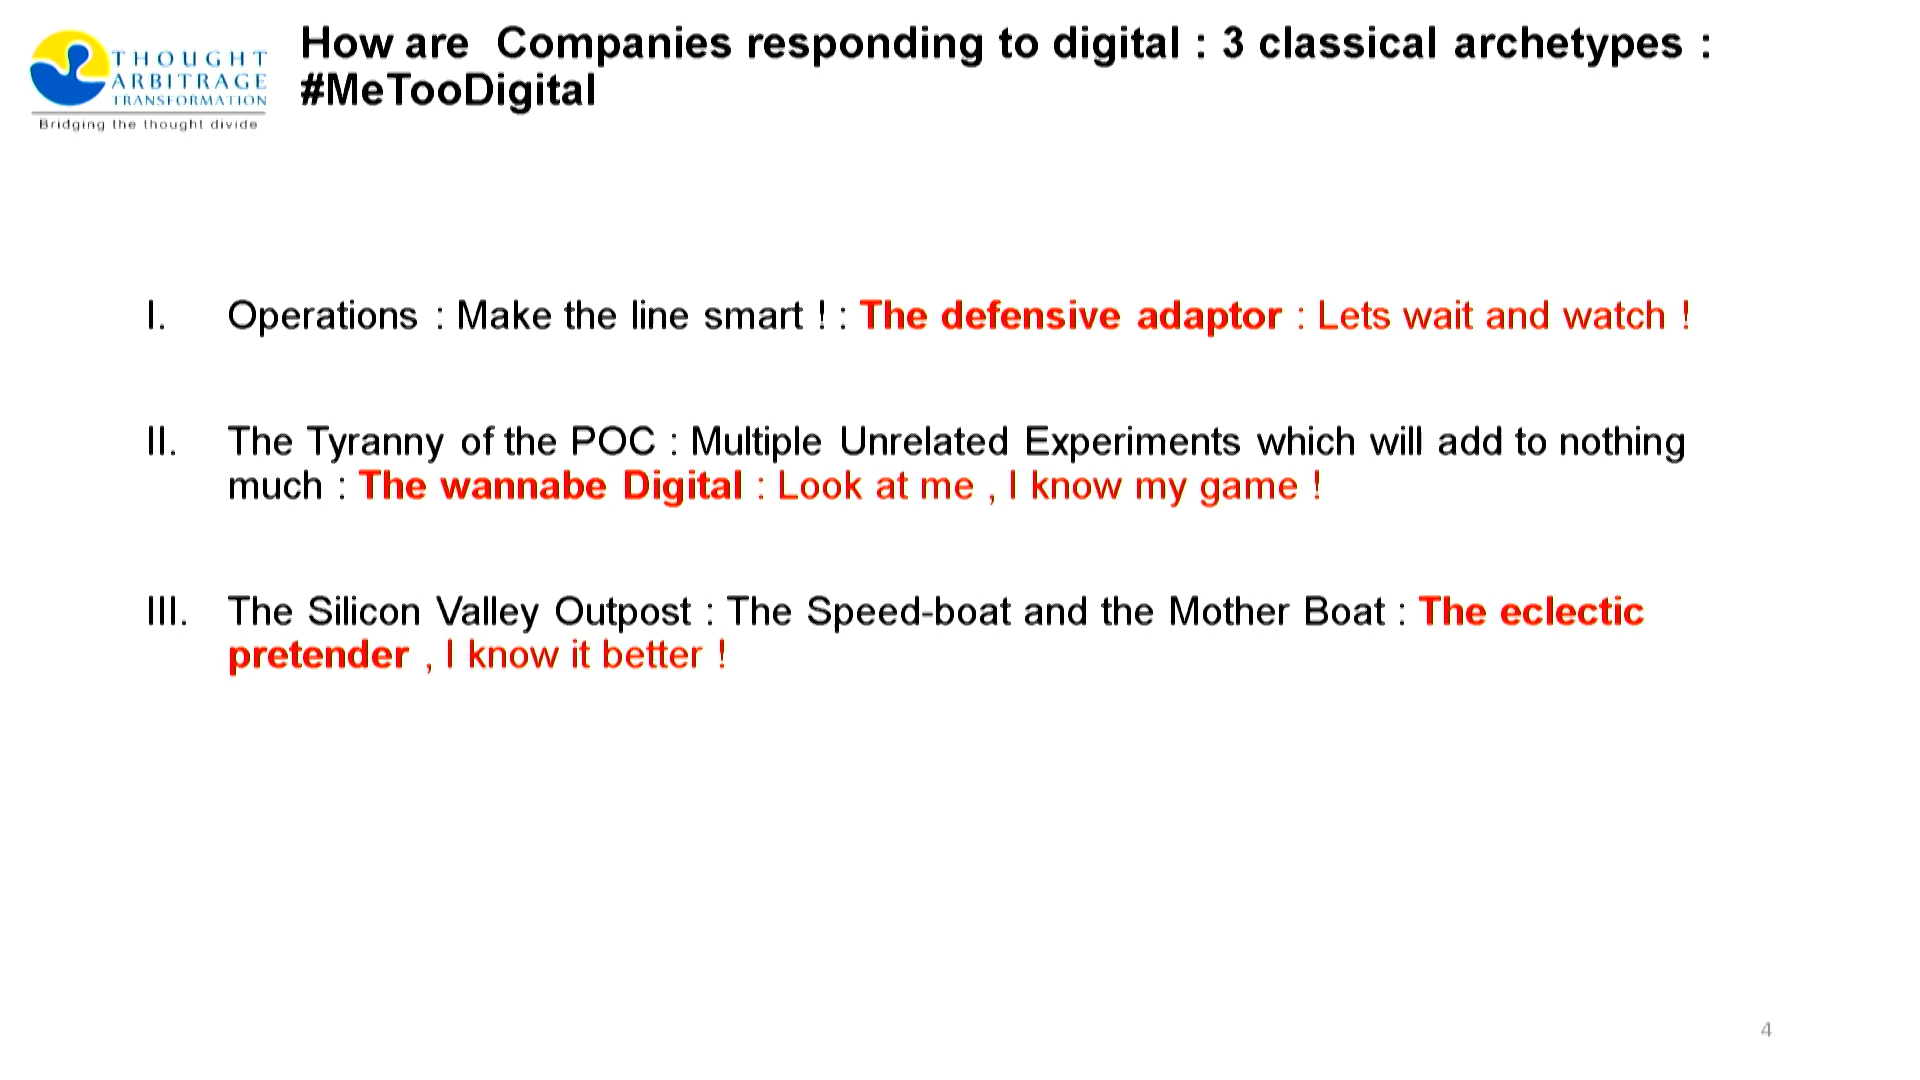 THOUGHT
ARBITRAGE
TRANSFORMATION
Bridging the thought divide
How are Companies responding to digital : 3 classical archetypes :
#MeTooDigital
I. Operations : Make the line smart ! : The defensive adaptor : Lets wait and watch !
II. The Tyranny of the POC : Multiple Unrelated Experiments which will add to nothing
much : The wannabe Digital : Look at me , I know my game !
III. The Silicon Valley Outpost : The Speed-boat and the Mother Boat : The eclectic
pretender , I know it better !
4